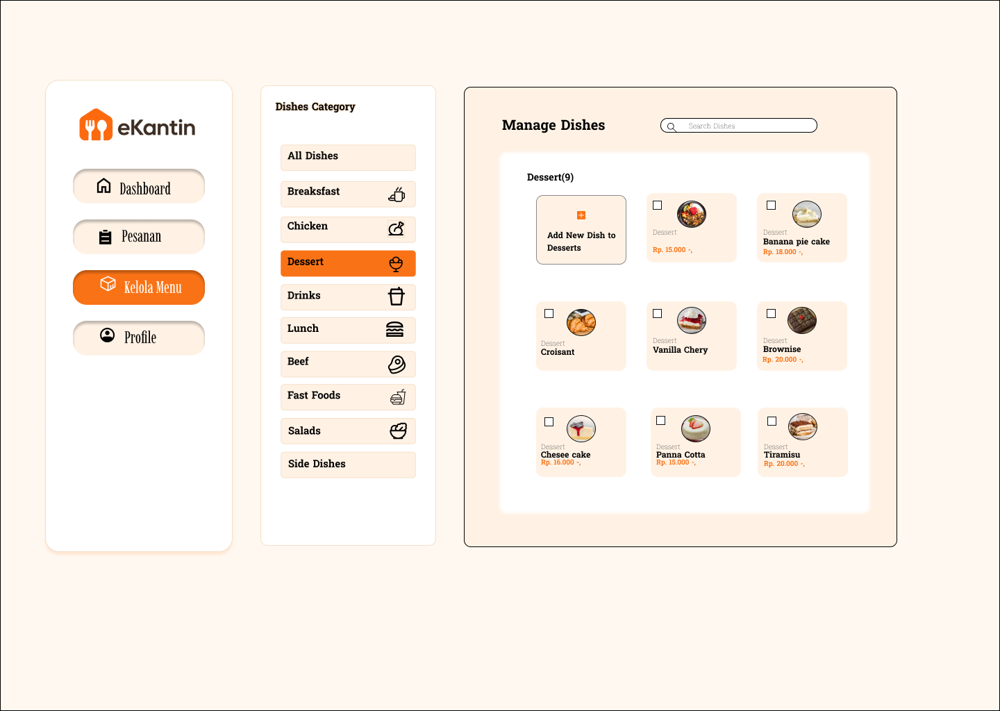 eKantin
Dashboard
Pesanan
Kelola Menu
Profile
Dishes Category
All Dishes
Breaksfast
Chicken
Dessert
Drinks
Lunch
Beef
Fast Foods
Salads
Side Dishes
Manage Dishes
Search Dishes
Dessert(9)
Add New Dish to
Desserts
Dessert
Rp. 15.000 -,
Dessert
Banana pie cake
Rp. 18.000 -,
Dessert
Croisant
Dessert
Vanilla Chery
Dessert
Brownise
Rp. 20.000 -,
Dessert
Chesee cake
Rp. 16.000 -,
Dessert
Panna Cotta
Rp. 15.000 -,
Dessert
Tiramisu
Rp. 20.000 -,